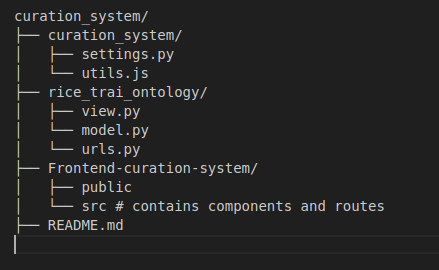 curation_system/
├── curation_system/
│   ├── settings.py
│   └── utils.js
├── rice_trai_ontology/
│   ├── view.py
│   └── model.py
│   └── urls.py
├── Frontend-curation-system/
│   ├── public
│   └── src # contains components and routes
├── README.md